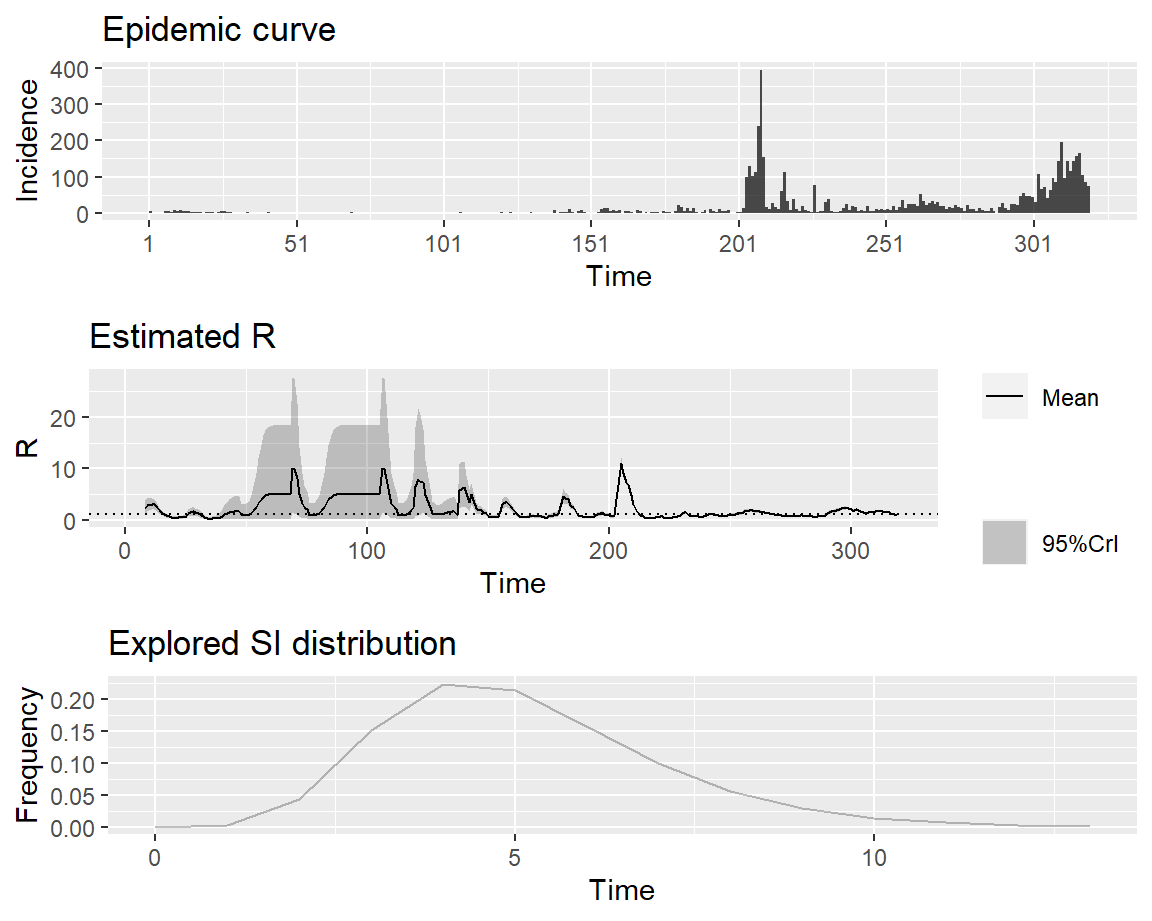 Epidemic curve
400
300
200
100
0
Incidence
1 51 101 151 201 251 301
Time
Estimated R
20
10
0
R
0 100 200 300
Time
Mean
95%CrI
Explored SI distribution
0.20
0.15
0.10
0.05
0.00
Frequency
0 5 10
Time